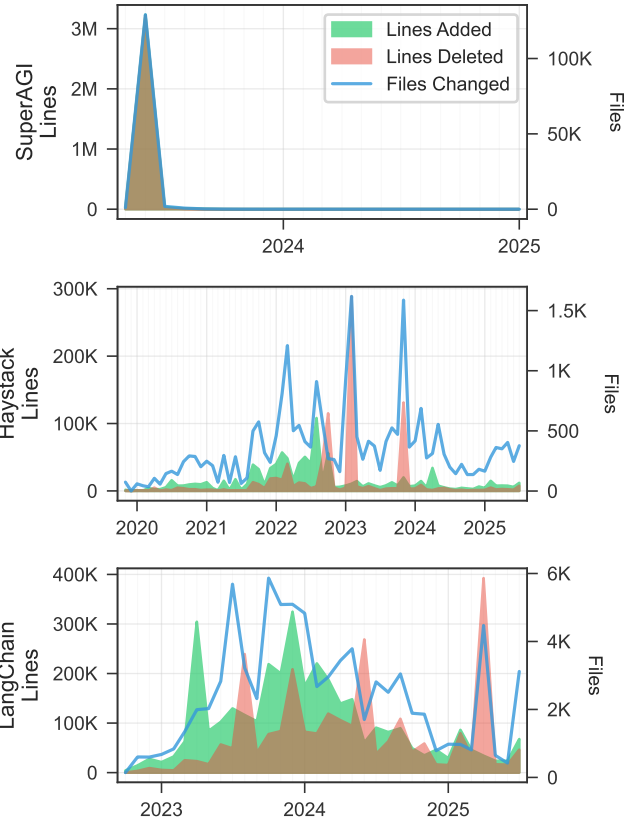 SuperAGI
Lines
3M
2M
1M
0
Lines Added
Lines Deleted
Files Changed
100K
50K
0
Files
2024
2025
Haystack
Lines
300K
200K
100K
0
1.5K
1K
500
0
Files
2020
2021
2022
2023
2024
2025
LangChain
Lines
400K
300K
200K
100K
0
6K
4K
2K
0
Files
2023
2024
2025